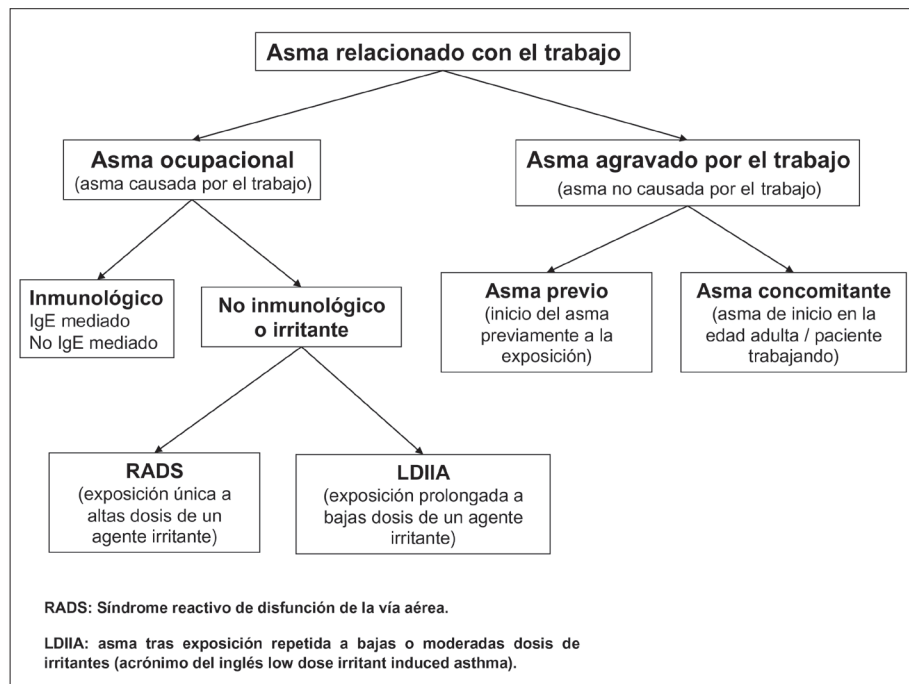 Asma relacionado con el trabajo
Asma ocupacional
(asma causada por el trabajo)
Asma agravado por el trabajo
(asma no causada por el trabajo)
Inmunológico
IgE mediado
No IgE mediado
No inmunológico
o irritante
Asma previo
(inicio del asma
previamente a la
exposición)
Asma concomitante
(asma de inicio en la
edad adulta / paciente
trabajando)
RADS
(exposición única a
altas dosis de un
agente irritante)
LDIIA
(exposición prolongada a
bajas dosis de un agente
irritante)
RADS: Síndrome reactivo de disfunción de la vía aérea.
LDIIA: asma tras exposición repetida a bajas o moderadas dosis de
irritantes (acrónimo del inglés low dose irritant induced asthma).